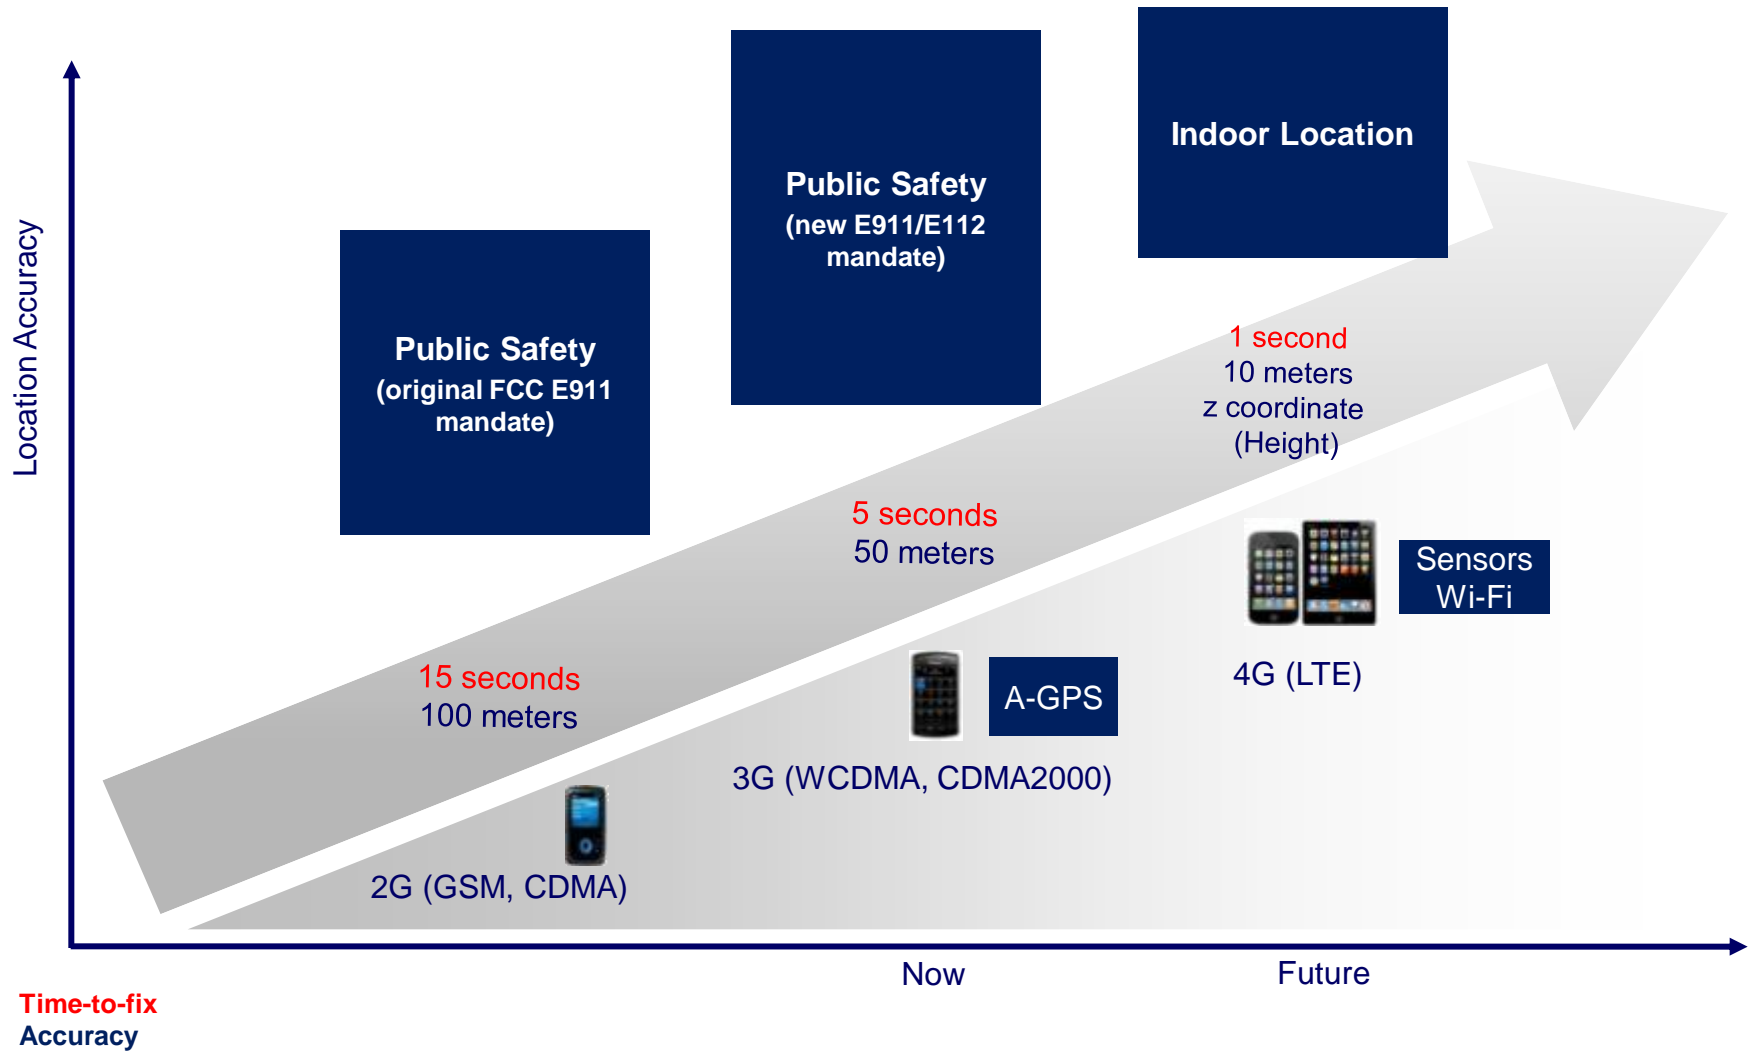 Location Accuracy
Public Safety
(original FCC E911
mandate)
Public Safety
(new E911/E112
mandate)
Indoor Location
15 seconds
100 meters
5 seconds
50 meters
1 second
10 meters
z coordinate
(Height)
2G (GSM, CDMA)
A-GPS
3G (WCDMA, CDMA2000)
Sensors
Wi-Fi
4G (LTE)
Now
Future
Time-to-fix
Accuracy